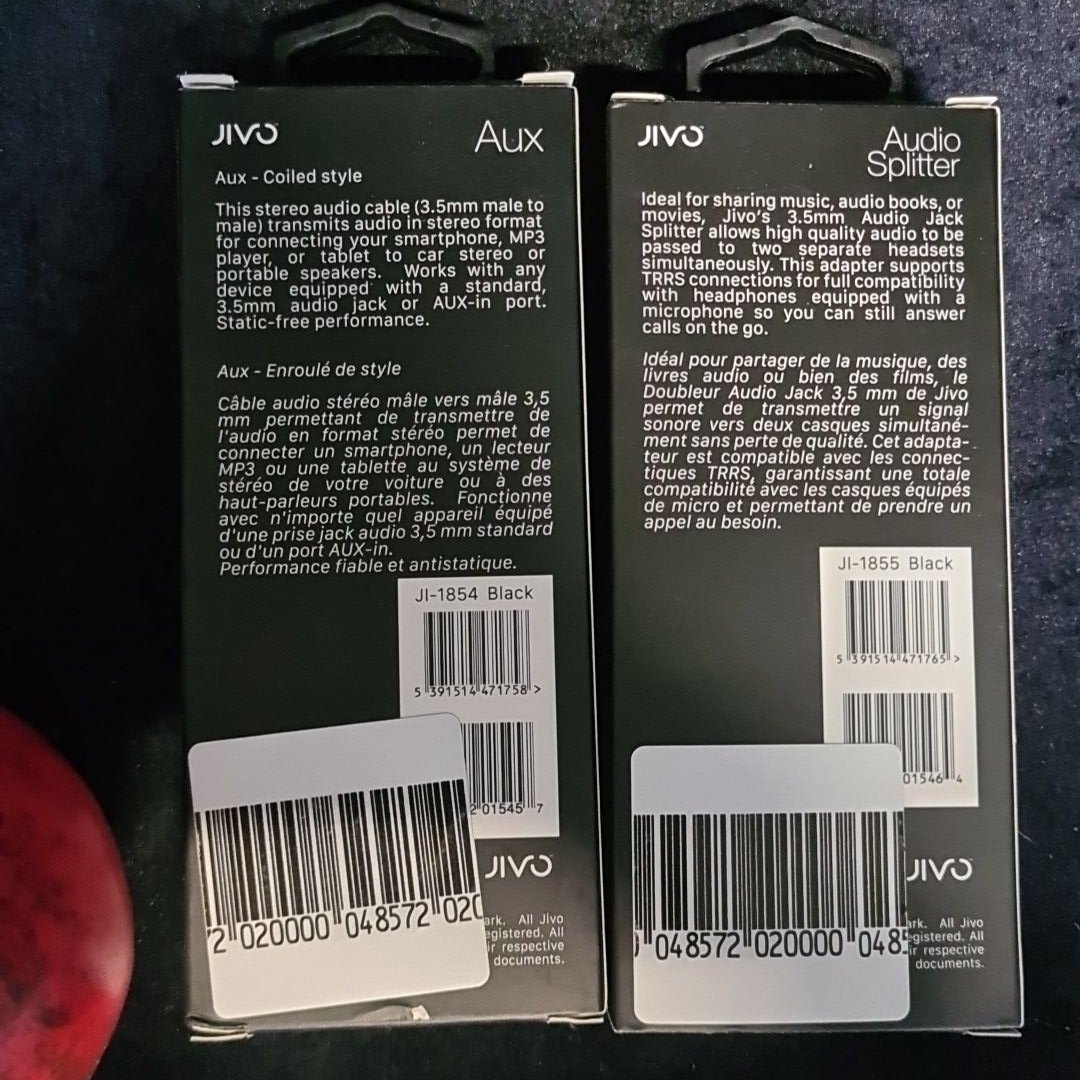 JIVO
Aux
Aux - Coiled style
This stereo audio cable (3.5mm male to
male) transmits audio in stereo format
for connecting your smartphone, MP3
player, or tablet to car stereo or
portable speakers. Works with any
device equipped with a standard,
3.5mm audio jack or AUX-in port.
Static-free performance.
Aux - Enroulé de style
Câble audio stéréo mâle vers mâle 3,5
mm permettant de transmettre de
l'audio en format stéréo permet de
connecter un smartphone, un lecteur
MP3 ou une tablette au système de
stéréo de votre voiture ou à des
haut-parleurs portables. Fonctionne
avec n'importe quel appareil équipé
d'une prise jack audio 3,5 mm standard
ou d'un port AUX-in.
Performance fiable et antistatique.
JI-1854 Black
5 391514 471758 >
2 01545 7
72 020000 048572 020
JIVO
ark. All Jivo
egistered. All
ir respective
documents.
JIVO
Audio
Splitter
Ideal for sharing music, audio books, or
movies, Jivo's 3.5mm Audio Jack
Splitter allows high quality audio to be
passed to two separate headsets
simultaneously. This adapter supports
TRRS connections for full compatibility
with headphones equipped with a
microphone so you can still answer
calls on the go.
Idéal pour partager de la musique, des
livres audio ou bien des films, le
Doubleur Audio Jack 3,5 mm de Jivo
permet de transmettre un signal
sonore vers deux casques simultané-
ment sans perte de qualité. Cet adapta-
teur est compatible avec les connec-
tiques TRRS, garantissant une totale
compatibilité avec les casques équipés
de micro et permettant de prendre un
appel au besoin.
JI-1855 Black
5 391514 471765 >
01546 4
048572 020000 048
JIVO
ark. All Jivo
egistered. All
ir respective
documents.